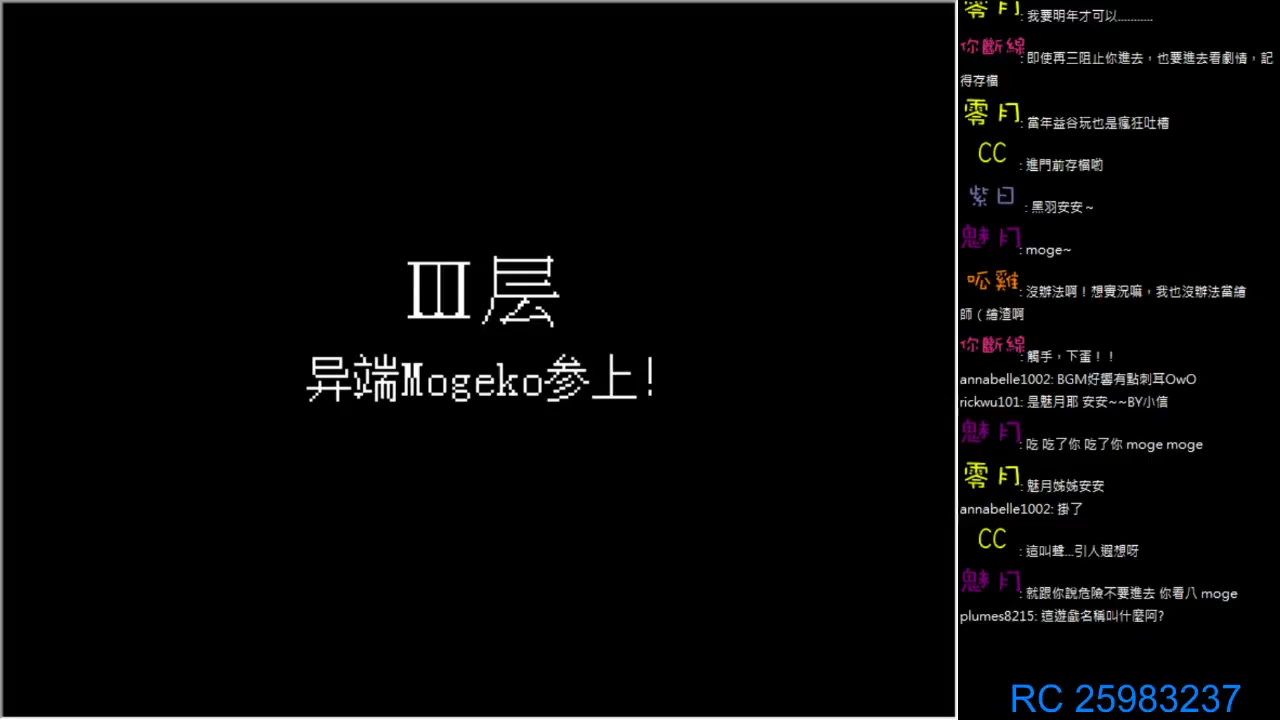 III层
异端Mogeko参上!
零月: 我要明年才可以...........
你斷線: 即使再三阻止你進去，也要進去看劇情，記
得存檔
零月: 當年益谷玩也是瘋狂吐槽
CC: 進門前存檔喲
紫日: 黑羽安安~
魅月: moge~
呱雞: 沒辦法啊！想實況嘛，我也沒辦法當繪
師（繪渣啊
你斷線: 觸手，下蛋！！
annabelle1002: BGM好響有點刺耳OwO
rickwu101: 是魅月耶 安安~~BY小信
魅月: 吃 吃了你 吃了你 moge moge
零月: 魅月姊姊安安
annabelle1002: 掛了
CC: 這叫聲...引人遐想呀
魅月: 就跟你說危險不要進去 你看八 moge
plumes8215: 這遊戲名稱叫什麼阿?
RC 25983237